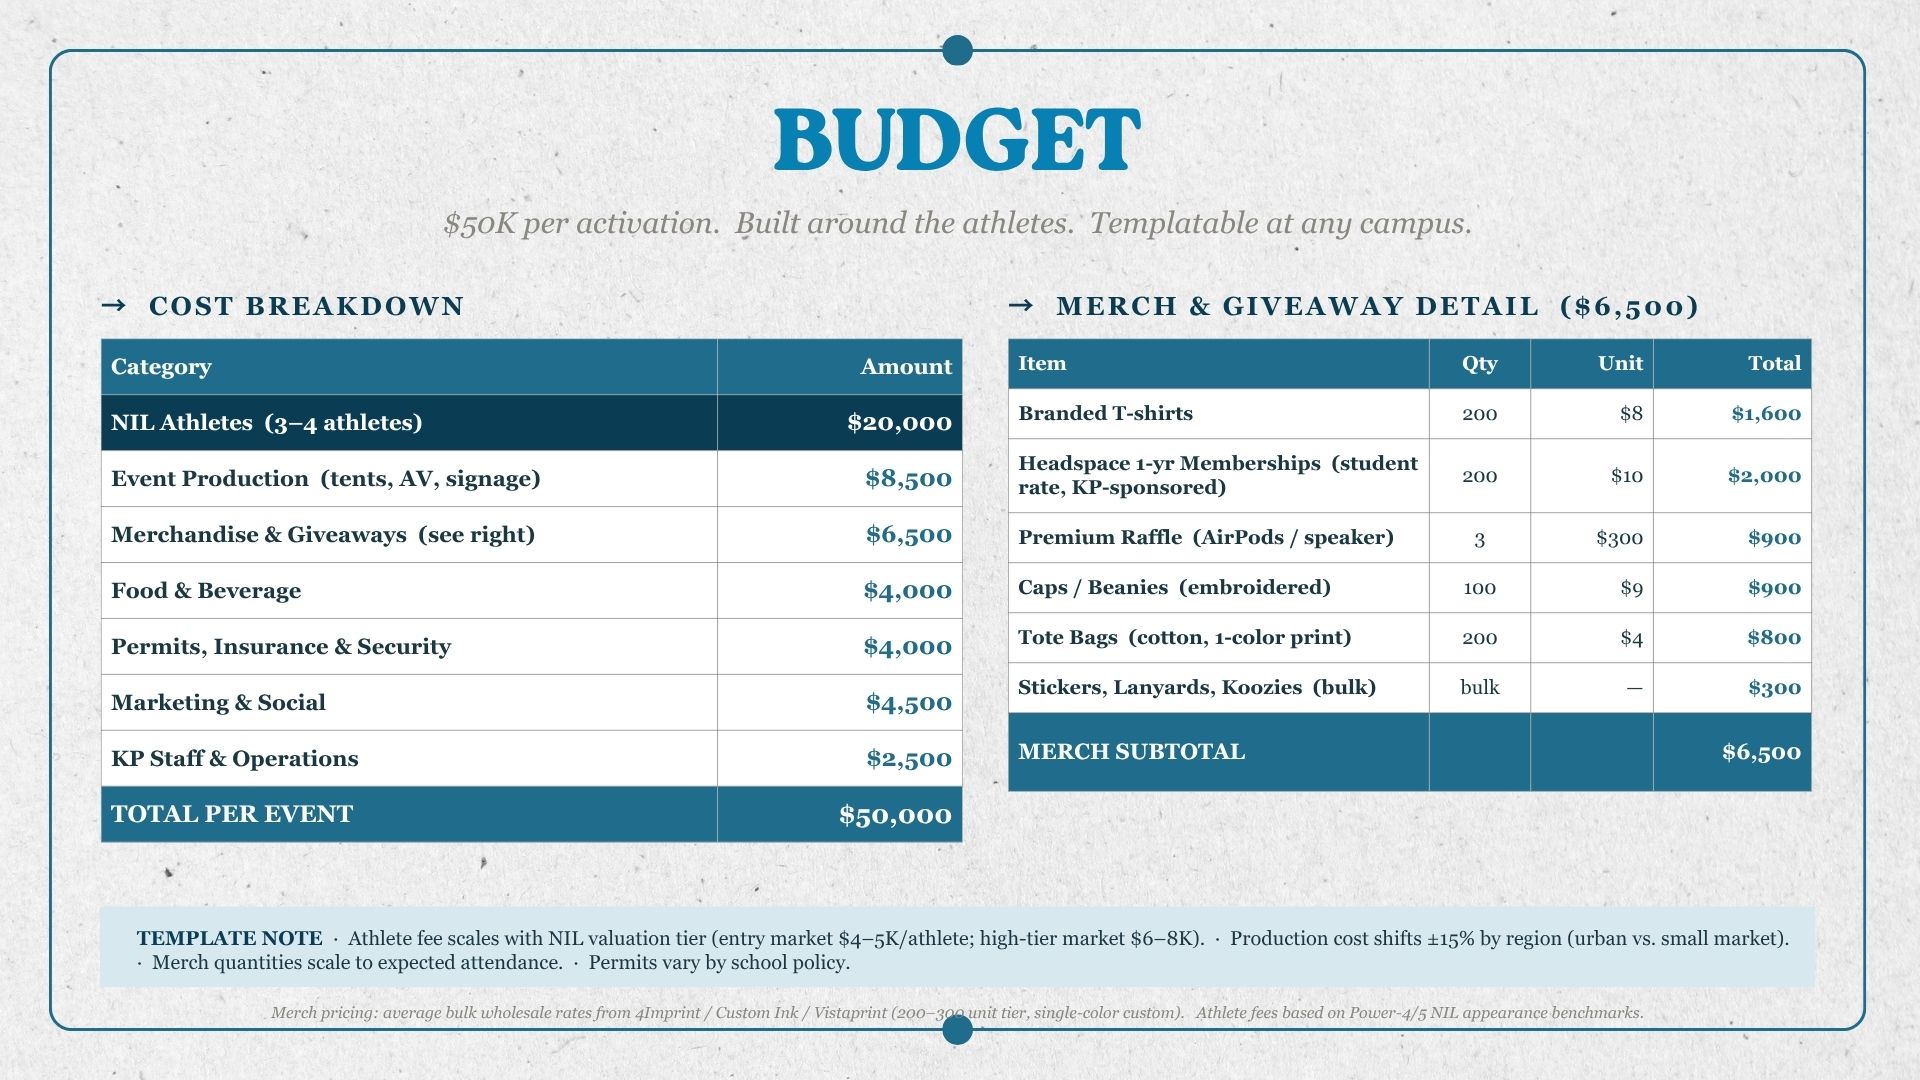 BUDGET
$50K per activation.  Built around the athletes.  Templatable at any campus.
→ COST BREAKDOWN
Category Amount
NIL Athletes  (3–4 athletes) $20,000
Event Production  (tents, AV, signage) $8,500
Merchandise & Giveaways  (see right) $6,500
Food & Beverage $4,000
Permits, Insurance & Security $4,000
Marketing & Social $4,500
KP Staff & Operations $2,500
TOTAL PER EVENT $50,000
→ MERCH & GIVEAWAY DETAIL  ($6,500)
Item Qty Unit Total
Branded T-shirts 200 $8 $1,600
Headspace 1-yr Memberships  (student
rate, KP-sponsored) 200 $10 $2,000
Premium Raffle  (AirPods / speaker) 3 $300 $900
Caps / Beanies  (embroidered) 100 $9 $900
Tote Bags  (cotton, 1-color print) 200 $4 $800
Stickers, Lanyards, Koozies  (bulk) bulk — $300
MERCH SUBTOTAL $6,500
TEMPLATE NOTE  ·  Athlete fee scales with NIL valuation tier (entry market $4–5K/athlete; high-tier market $6–8K).  ·  Production cost shifts ±15% by region (urban vs. small market).
·  Merch quantities scale to expected attendance.  ·  Permits vary by school policy.
Merch pricing: average bulk wholesale rates from 4Imprint / Custom Ink / Vistaprint (200–300 unit tier, single-color custom).  Athlete fees based on Power-4/5 NIL appearance benchmarks.